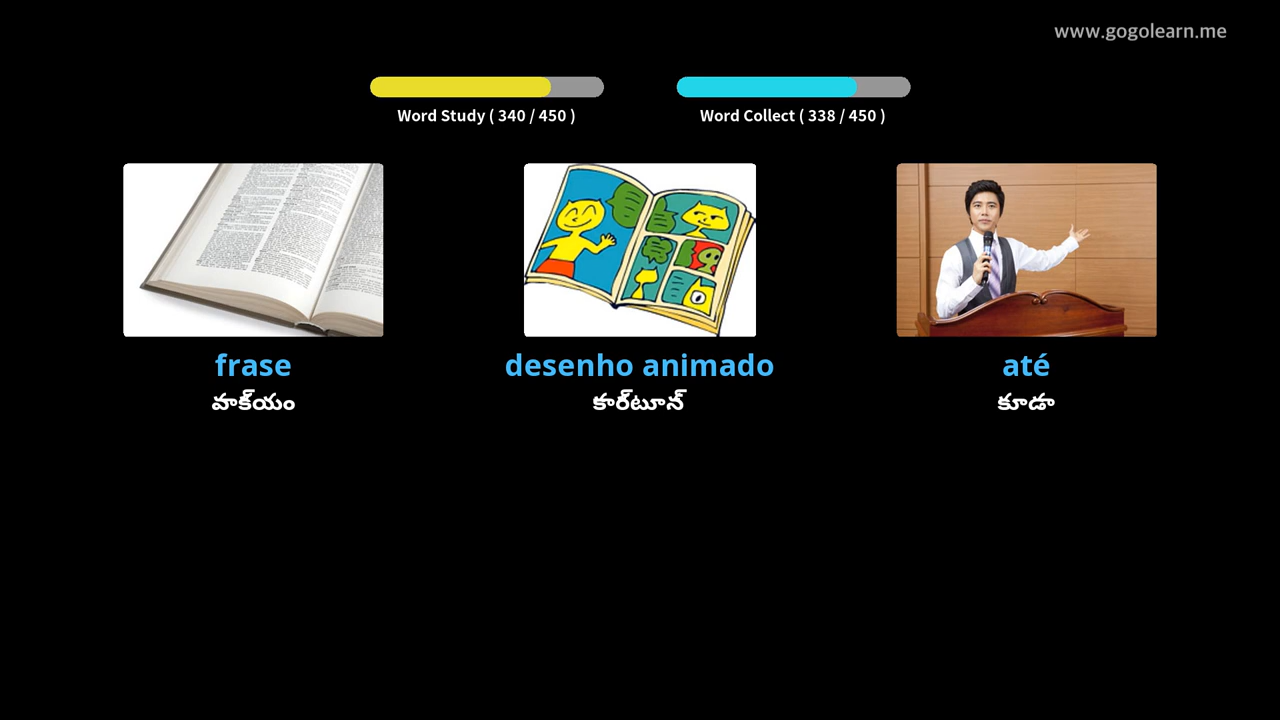 www.gogolearn.me
Word Study ( 340 / 450 )
Word Collect ( 338 / 450 )
frase
desenho animado
até
వాక్‌యం
కార్‌టూన్
కూడా